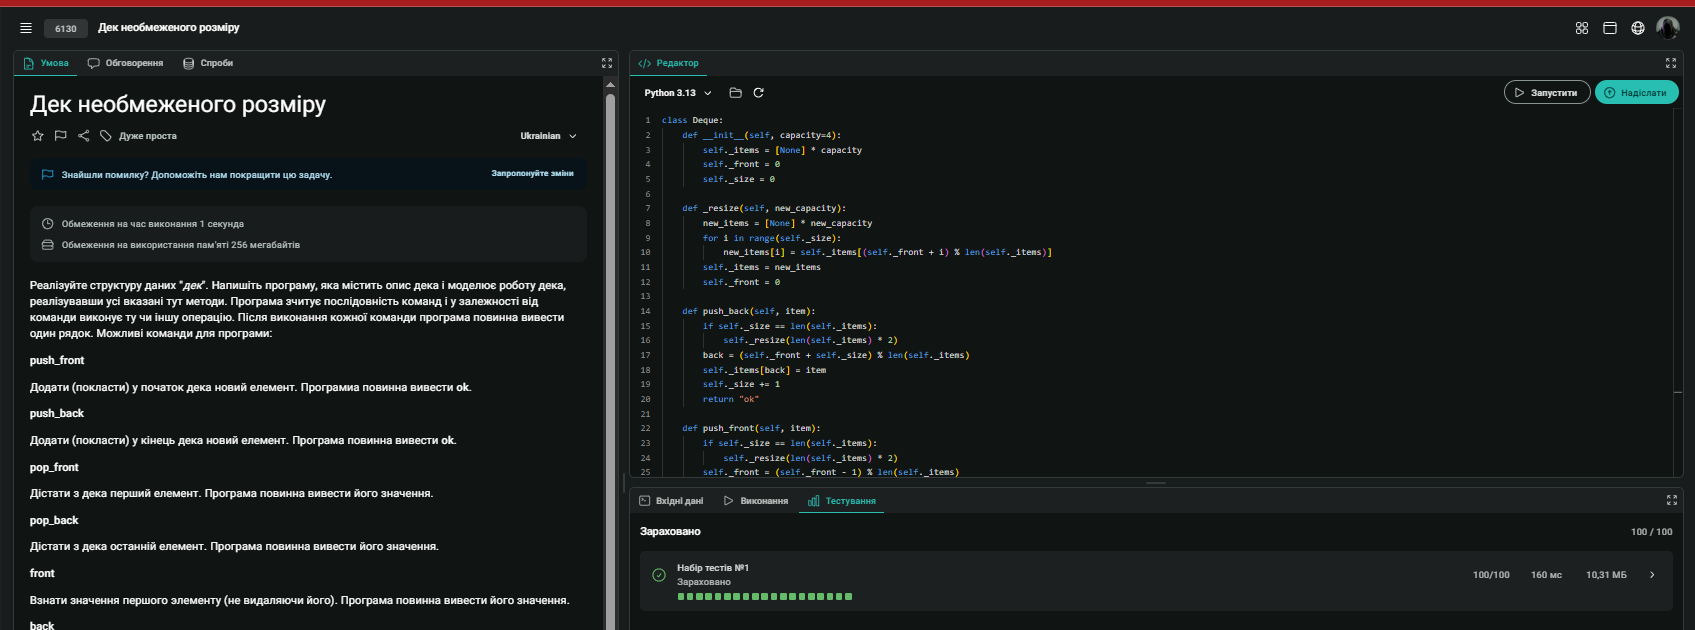 6130
Дек необмеженого розміру
Умова
Обговорення
Спроби
Дек необмеженого розміру
Дуже проста
Ukrainian
Знайшли помилку? Допоможіть нам покращити цю задачу.
Запропонуйте зміни
Обмеження на час виконання 1 секунда
Обмеження на використання пам'яті 256 мегабайтів
Реалізуйте структуру даних "дек". Напишіть програму, яка містить опис дека і моделює роботу дека,
реалізувавши усі вказані тут методи. Програма зчитує послідовність команд і у залежності від
команди виконує ту чи іншу операцію. Після виконання кожної команди програма повинна вивести
один рядок. Можливі команди для програми:
push_front
Додати (покласти) у початок дека новий елемент. Програмиа повинна вивести ok.
push_back
Додати (покласти) у кінець дека новий елемент. Програма повинна вивести ok.
pop_front
Дістати з дека перший елемент. Програма повинна вивести його значення.
pop_back
Дістати з дека останній елемент. Програма повинна вивести його значення.
front
Взнати значення першого элементу (не видаляючи його). Програма повинна вивести його значення.
back
Редактор
Python 3.13
Запустити
Надіслати
1 class Deque:
2 def __init__(self, capacity=4):
3 self._items = [None] * capacity
4 self._front = 0
5 self._size = 0
6
7 def _resize(self, new_capacity):
8 new_items = [None] * new_capacity
9 for i in range(self._size):
10 new_items[i] = self._items[(self._front + i) % len(self._items)]
11 self._items = new_items
12 self._front = 0
13
14 def push_back(self, item):
15 if self._size == len(self._items):
16 self._resize(len(self._items) * 2)
17 back = (self._front + self._size) % len(self._items)
18 self._items[back] = item
19 self._size += 1
20 return "ok"
21
22 def push_front(self, item):
23 if self._size == len(self._items):
24 self._resize(len(self._items) * 2)
25 self._front = (self._front - 1) % len(self._items)
Вхідні дані
Виконання
Тестування
Зараховано
100 / 100
Набір тестів №1
Зараховано
100/100
160 мс
10,31 МБ